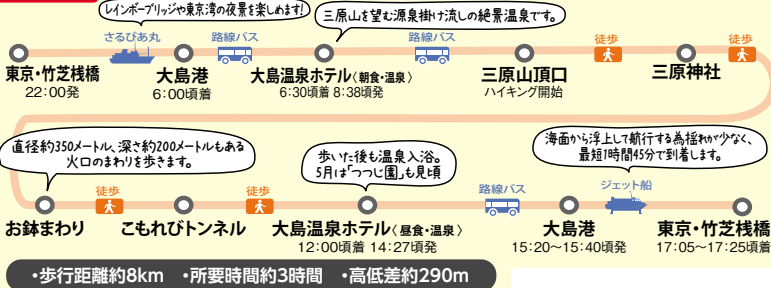 レインボーブリッジや東京湾の夜景を楽しめます!
三原山を望む源泉掛け流しの絶景温泉です。
さるびあ丸
路線バス
路線バス
徒歩
徒歩
東京・竹芝桟橋
22:00発
大島港
6:00頃着
大島温泉ホテル〈朝食・温泉〉
6:30頃着 8:38頃発
三原山頂口
ハイキング開始
三原神社
直径約350メートル、深さ約200メートルもある
火口のまわりを歩きます。
歩いた後も温泉入浴。
5月は「つつじ園」も見頃
海面から浮上して航行する為揺れが少なく、
最短1時間45分で到着します。
徒歩
徒歩
路線バス
ジェット船
お鉢まわり
こもれびトンネル
大島温泉ホテル〈昼食・温泉〉
12:00頃着 14:27頃発
大島港
15:20〜15:40頃発
東京・竹芝桟橋
17:05〜17:25頃着
・歩行距離約8km ・所要時間約3時間 ・高低差約290m